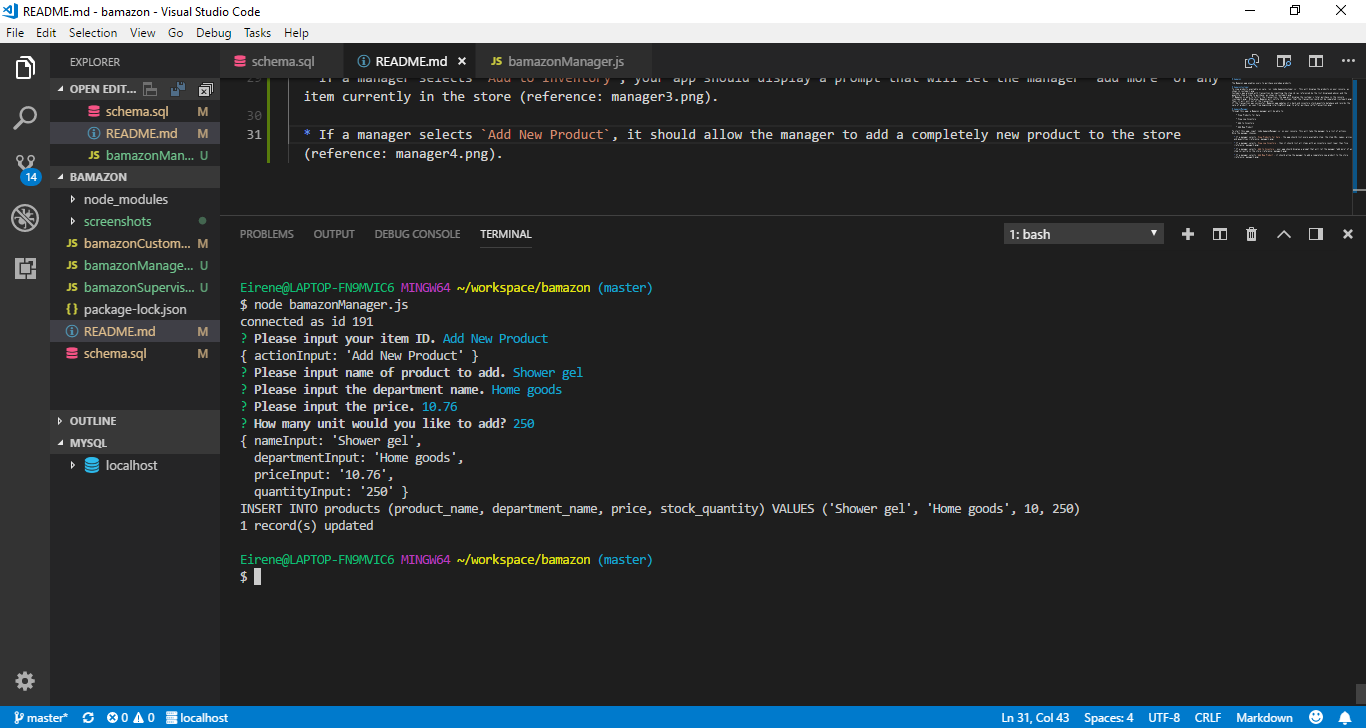 README.md - bamazon - Visual Studio Code
File Edit Selection View Go Debug Tasks Help
EXPLORER
OPEN EDIT...
schema.sql M
README.md M
bamazonMan... U
BAMAZON
node_modules
screenshots
JS bamazonCustom... M
JS bamazonManage... U
JS bamazonSupervis... U
{ } package-lock.json
README.md M
schema.sql M
OUTLINE
MYSQL
localhost
14
schema.sql README.md × JS bamazonManager.js
29 * If a manager selects `Add to Inventory`, your app should display a prompt that will let the manager "add more" of any
item currently in the store (reference: manager3.png).
30
31 * If a manager selects `Add New Product`, it should allow the manager to add a completely new product to the store
(reference: manager4.png).
PROBLEMS OUTPUT DEBUG CONSOLE TERMINAL 1: bash
Eirene@LAPTOP-FN9MVIC6 MINGW64 ~/workspace/bamazon (master)
$ node bamazonManager.js
connected as id 191
? Please input your item ID. Add New Product
{ actionInput: 'Add New Product' }
? Please input name of product to add. Shower gel
? Please input the department name. Home goods
? Please input the price. 10.76
? How many unit would you like to add? 250
{ nameInput: 'Shower gel',
departmentInput: 'Home goods',
priceInput: '10.76',
quantityInput: '250' }
INSERT INTO products (product_name, department_name, price, stock_quantity) VALUES ('Shower gel', 'Home goods', 10, 250)
1 record(s) updated
Eirene@LAPTOP-FN9MVIC6 MINGW64 ~/workspace/bamazon (master)
$
master* 0 0 localhost Ln 31, Col 43 Spaces: 4 UTF-8 CRLF Markdown